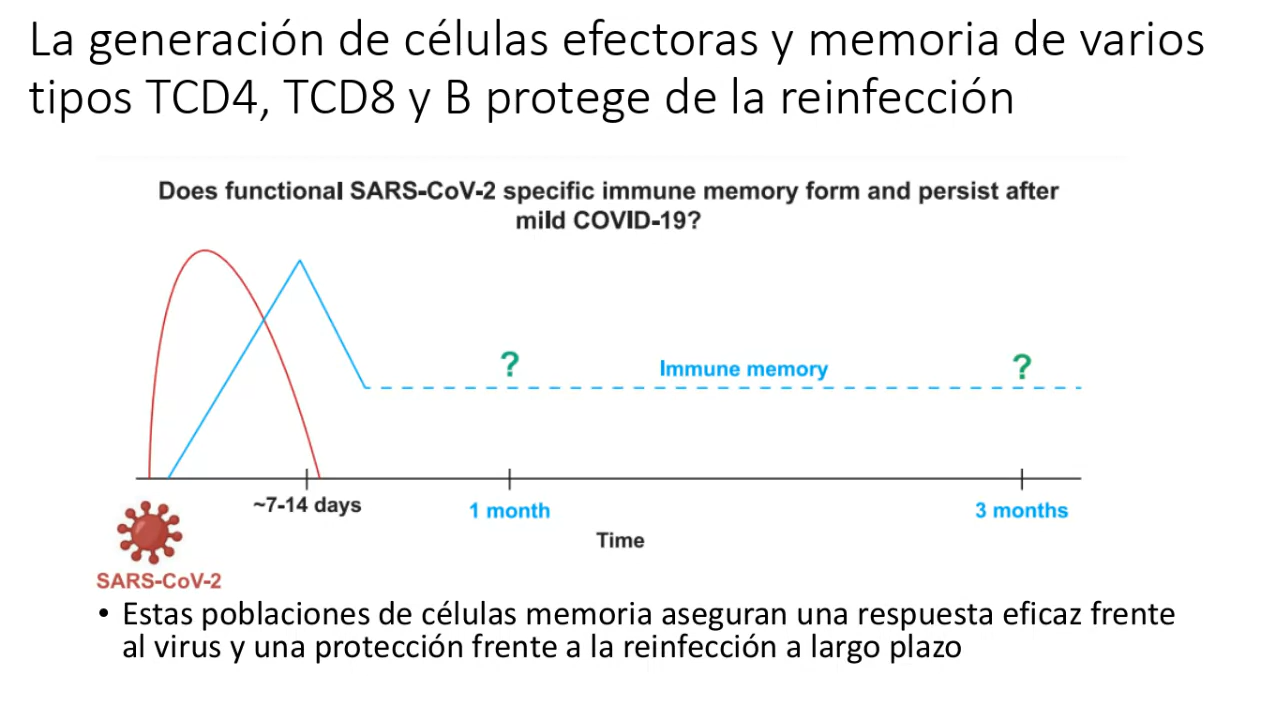 La generación de células efectoras y memoria de varios
tipos TCD4, TCD8 y B protege de la reinfección
Does functional SARS-CoV-2 specific immune memory form and persist after
mild COVID-19?
?
Immune memory
?
~7-14 days
1 month
3 months
Time
SARS-CoV-2
• Estas poblaciones de células memoria aseguran una respuesta eficaz frente
al virus y una protección frente a la reinfección a largo plazo